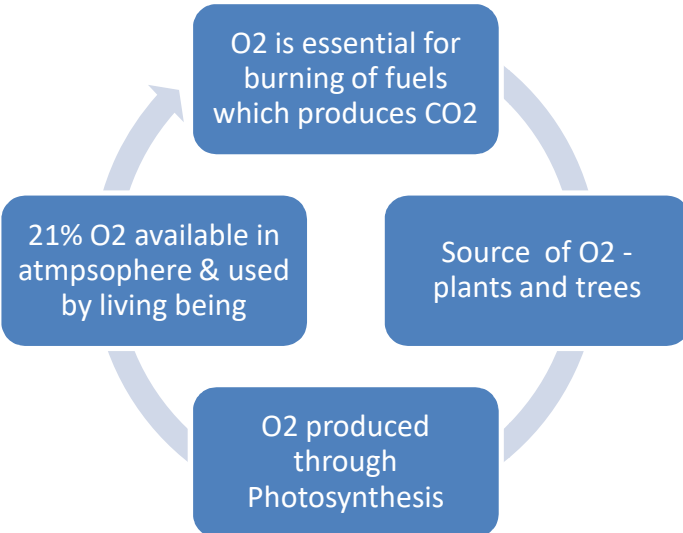 O2 is essential for
burning of fuels
which produces CO2
Source of O2 -
plants and trees
O2 produced
through
Photosynthesis
21% O2 available in
atmpsophere & used
by living being